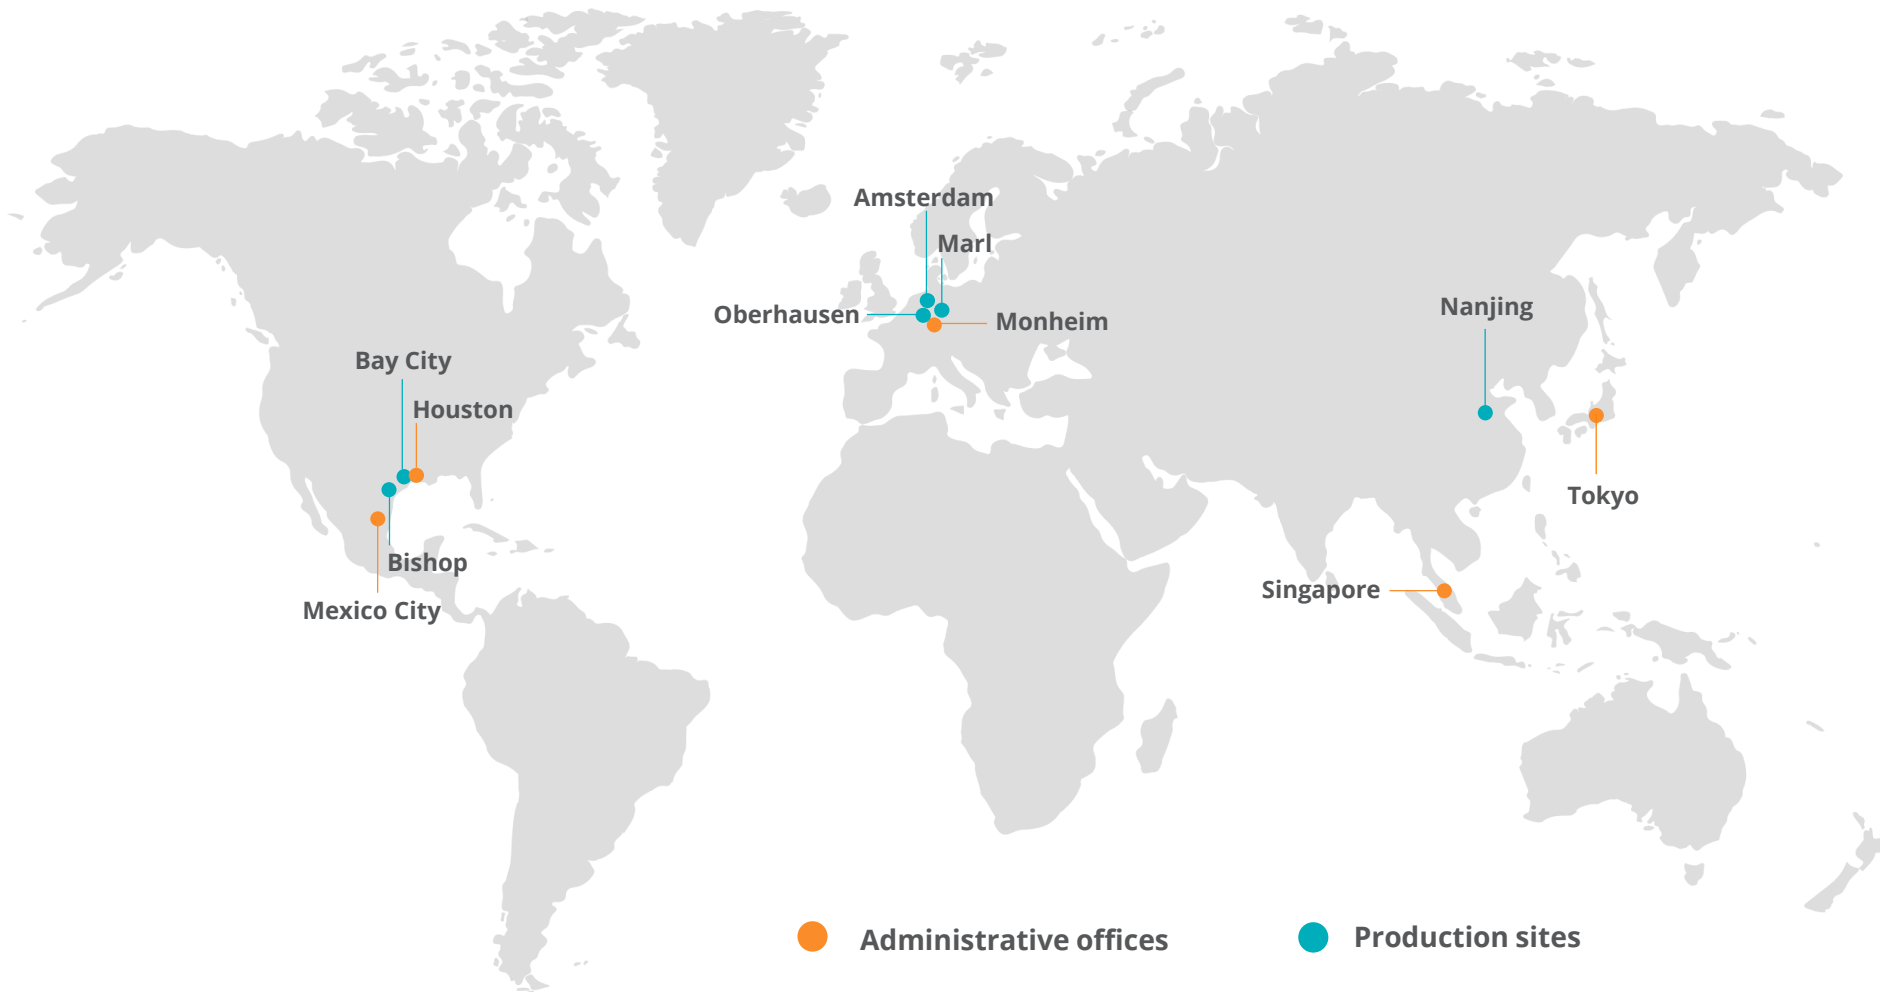 Amsterdam
Marl
Oberhausen
Monheim
Nanjing
Bay City
Houston
Tokyo
Bishop
Singapore
Mexico City
Administrative offices
Production sites